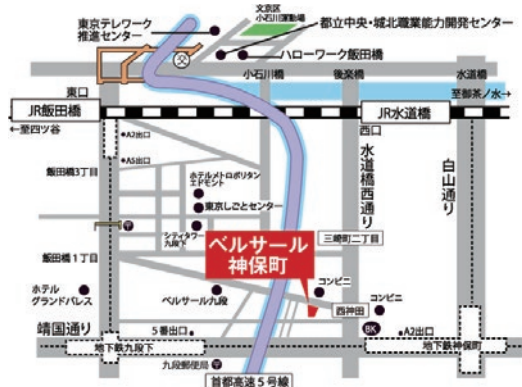 東京テレワーク
推進センター
文京区
小石川運動場
都立中央・城北職業能力開発センター
ハローワーク飯田橋
小石川橋
後楽橋
水道橋
東口
至御茶ノ水→
JR飯田橋
JR水道橋
←至四ツ谷
西口
A2出口
A5出口
飯田橋3丁目
ホテルメトロポリタン
エドモント
東京しごとセンター
水道橋西通り
白山通り
シティタワー
九段下
三崎町二丁目
ベルサール
神保町
飯田橋1丁目
ホテル
グランドパレス
ベルサール九段
コンビニ
西神田
コンビニ
靖国通り
5番出口
BK
A2出口
地下鉄九段下
地下鉄神保町
九段郵便局
首都高速5号線